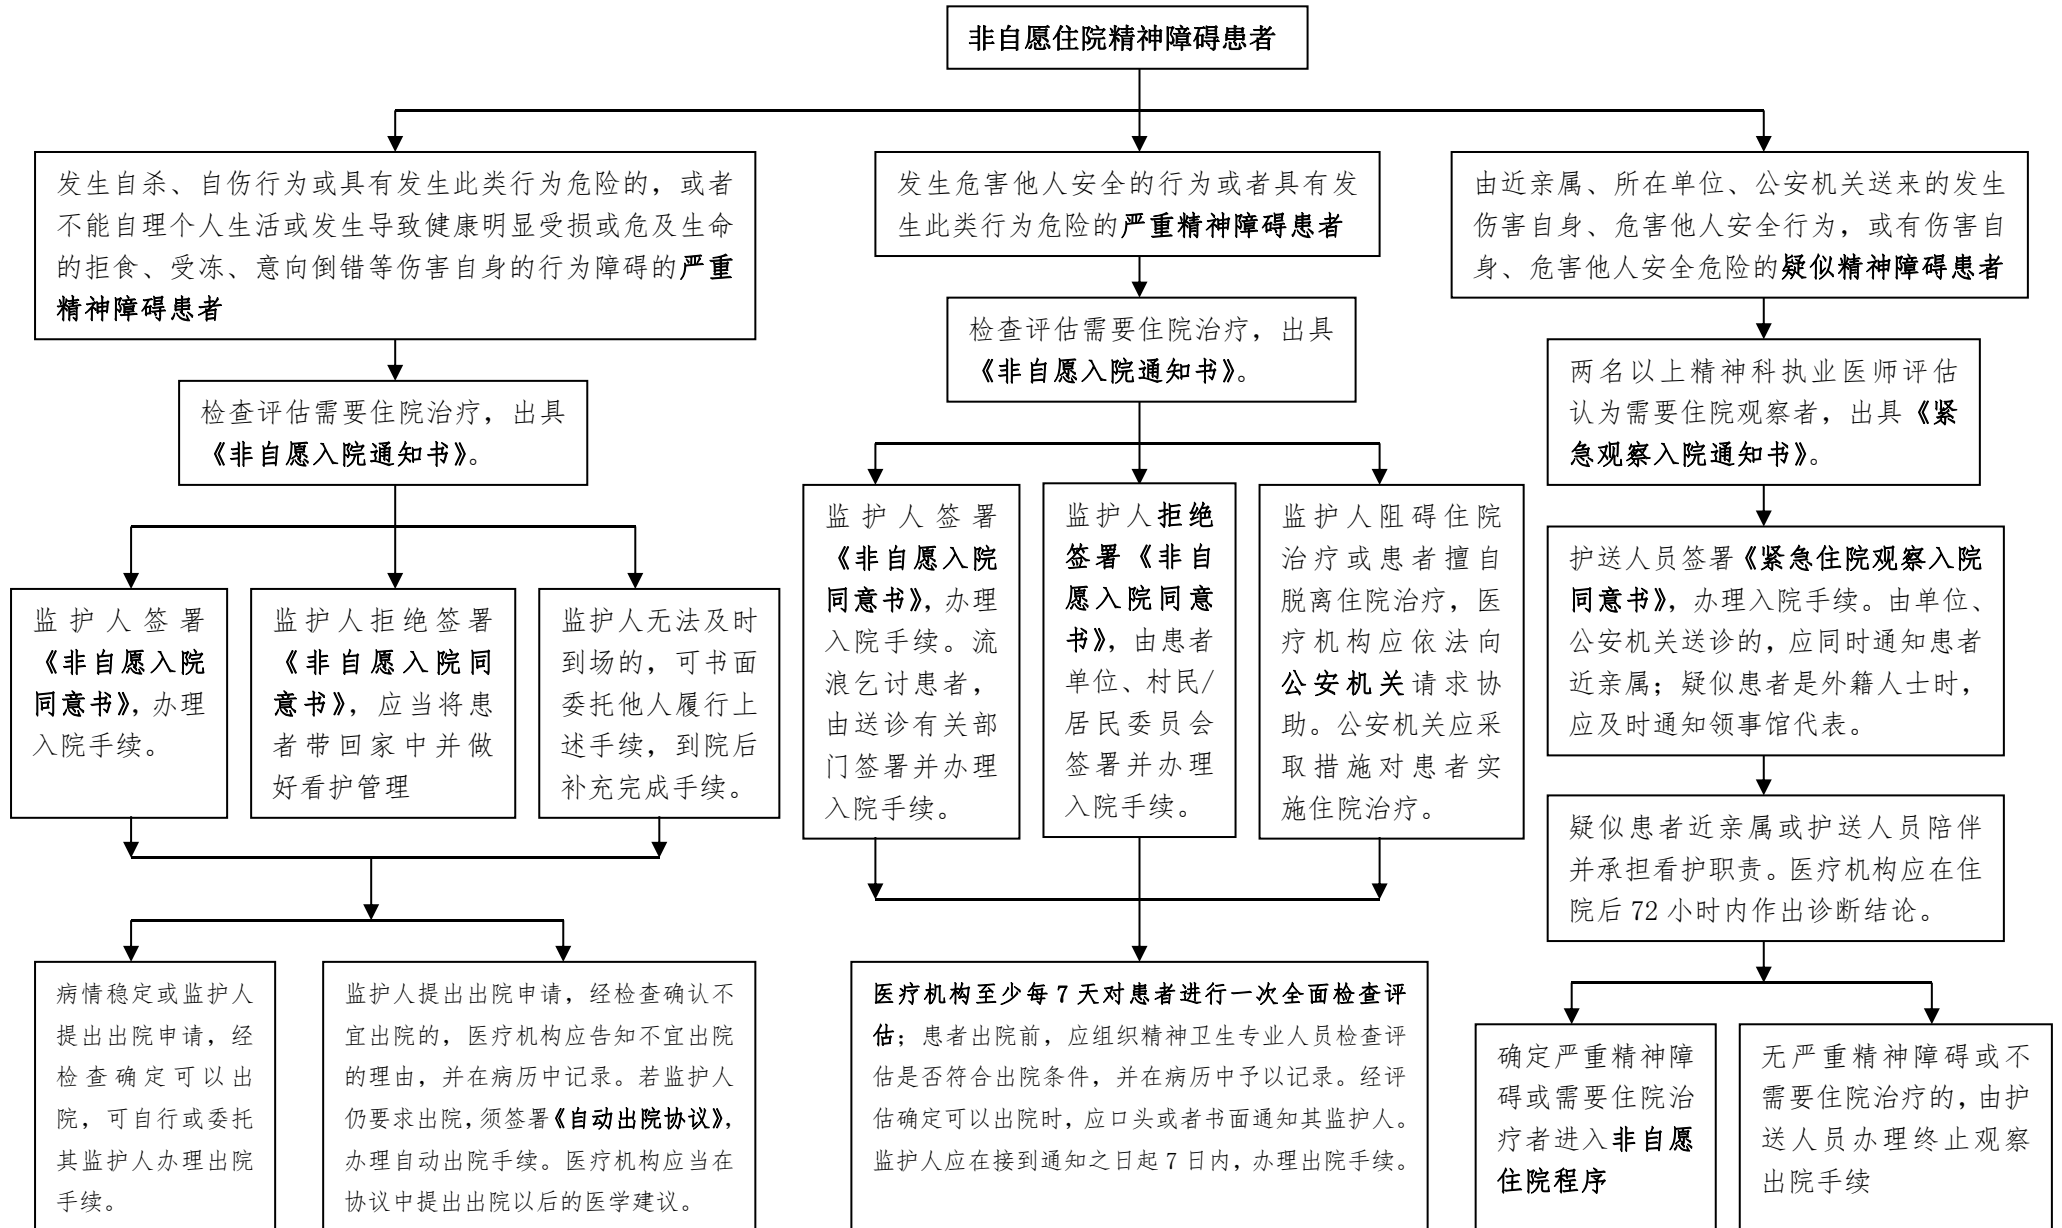 非自愿住院精神障碍患者
发生自杀、自伤行为或具有发生此类行为危险的，或者
不能自理个人生活或发生导致健康明显受损或危及生命
的拒食、受冻、意向倒错等伤害自身的行为障碍的严重
精神障碍患者
检查评估需要住院治疗，出具
《非自愿入院通知书》。
监护人签署
《非自愿入院
同意书》，办理
入院手续。
监护人拒绝签署
《非自愿入院同
意书》，应当将患
者带回家中并做
好看护管理
监护人无法及时
到场的，可书面
委托他人履行上
述手续，到院后
补充完成手续。
病情稳定或监护人
提出出院申请，经
检查确定可以出
院，可自行或委托
其监护人办理出院
手续。
监护人提出出院申请，经检查确认不
宜出院的，医疗机构应告知不宜出院
的理由，并在病历中记录。若监护人
仍要求出院，须签署《自动出院协议》，
办理自动出院手续。医疗机构应当在
协议中提出出院以后的医学建议。
发生危害他人安全的行为或者具有发
生此类行为危险的严重精神障碍患者
检查评估需要住院治疗，出具
《非自愿入院通知书》。
监护人签署
《非自愿入院
同意书》，办理
入院手续。流
浪乞讨患者，
由送诊有关部
门签署并办理
入院手续。
监护人拒绝
签署《非自
愿入院同意
书》，由患者
单位、村民/
居民委员会
签署并办理
入院手续。
监护人阻碍住院
治疗或患者擅自
脱离住院治疗，医
疗机构应依法向
公安机关请求协
助。公安机关应采
取措施对患者实
施住院治疗。
医疗机构至少每 7 天对患者进行一次全面检查评
估；患者出院前，应组织精神卫生专业人员检查评
估是否符合出院条件，并在病历中予以记录。经评
估确定可以出院时，应口头或者书面通知其监护人。
监护人应在接到通知之日起 7 日内，办理出院手续。
由近亲属、所在单位、公安机关送来的发生
伤害自身、危害他人安全行为，或有伤害自
身、危害他人安全危险的疑似精神障碍患者
两名以上精神科执业医师评估
认为需要住院观察者，出具《紧
急观察入院通知书》。
护送人员签署《紧急住院观察入院
同意书》，办理入院手续。由单位、
公安机关送诊的，应同时通知患者
近亲属；疑似患者是外籍人士时，
应及时通知领事馆代表。
疑似患者近亲属或护送人员陪伴
并承担看护职责。医疗机构应在住
院后 72 小时内作出诊断结论。
确定严重精神障
碍或需要住院治
疗者进入非自愿
住院程序
无严重精神障碍或不
需要住院治疗的，由护
送人员办理终止观察
出院手续